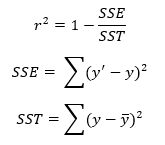 r² = 1 − SSE/SST
SSE = ∑(y′ − y)²
SST = ∑(y − ȳ)²